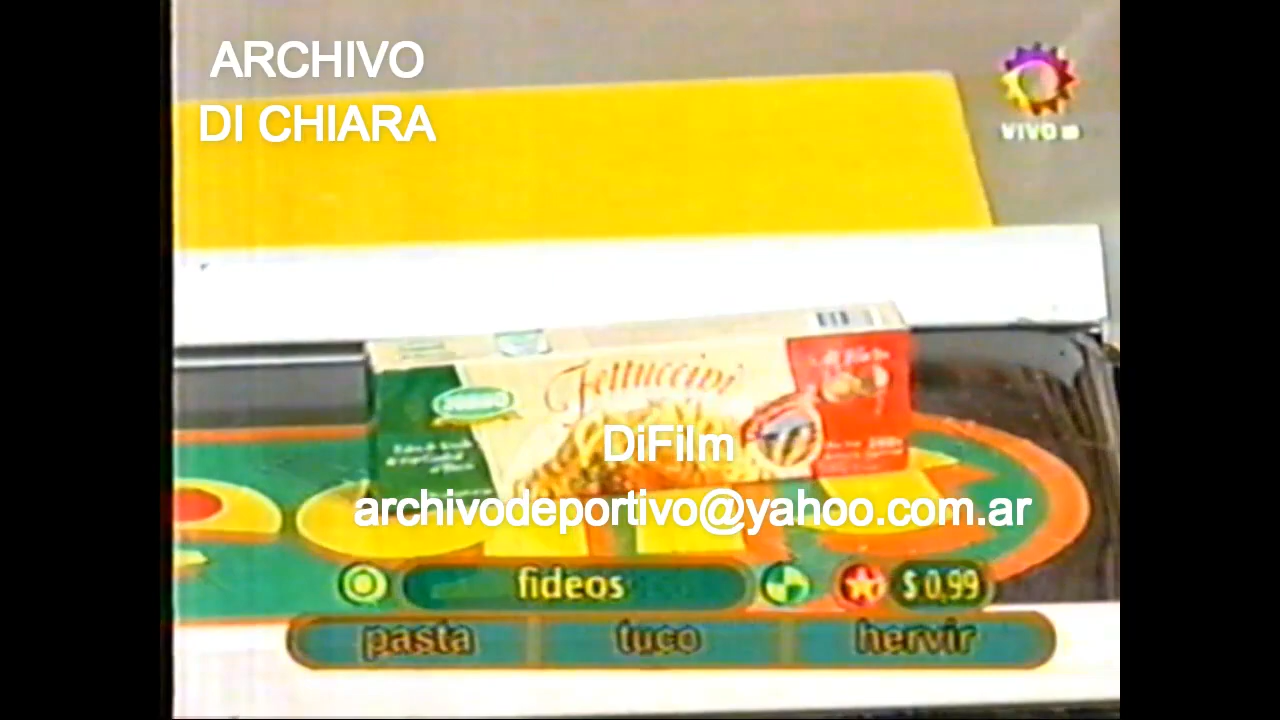 ARCHIVO
DI CHIARA
VIVO
Fettuccini
DiFilm
archivodeportivo@yahoo.com.ar
fideos
$ 0,99
pasta
tuco
hervir